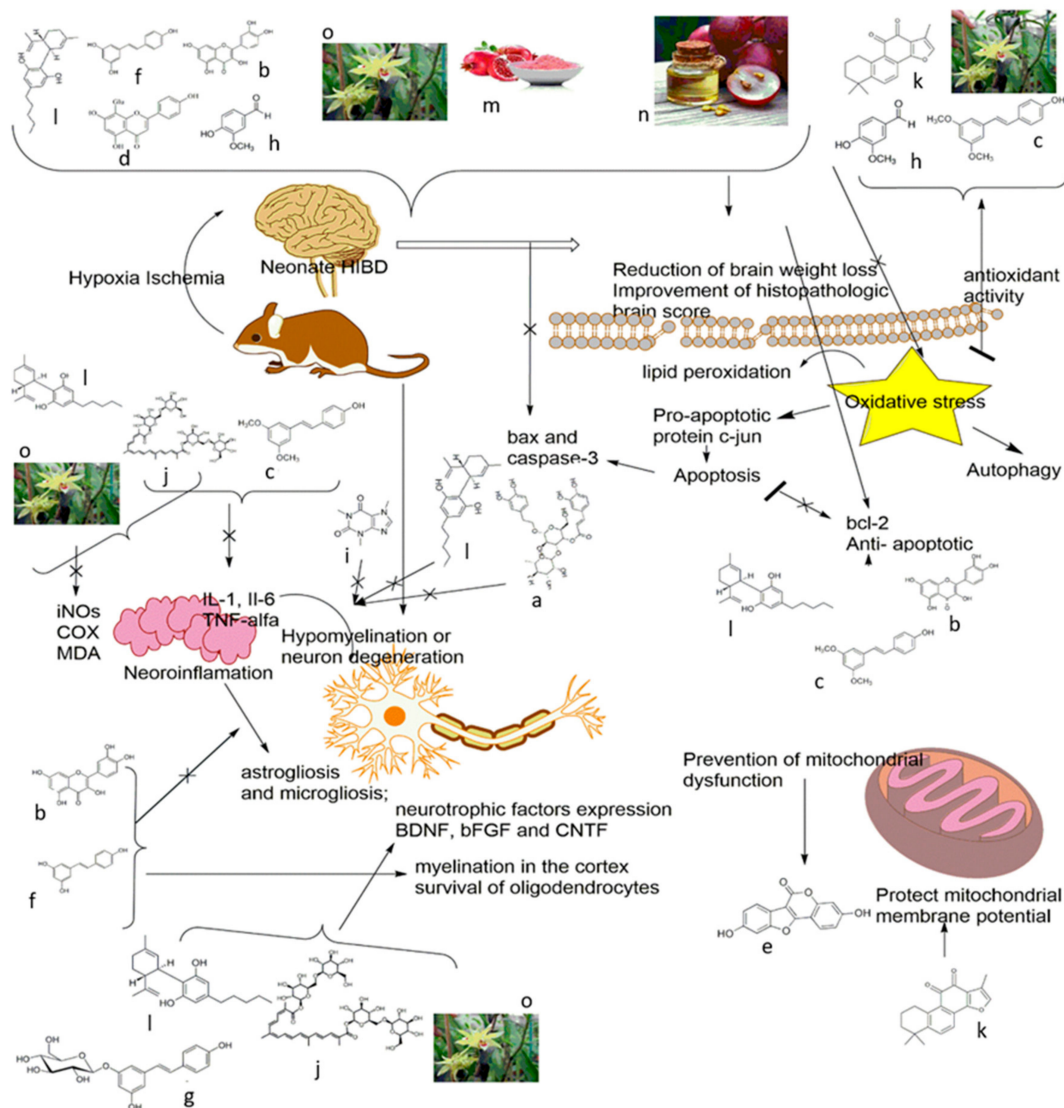 o
f
b
l
d
h
m
n
k
h
c
Hypoxia Ischemia
Neonate HIBD
Reduction of brain weight loss
Improvement of histopathologic
brain score
antioxidant
activity
lipid peroxidation
Oxidative stress
Pro-apoptotic
protein c-jun
Apoptosis
Autophagy
bax and
caspase-3
bcl-2
Anti- apoptotic
l
o
j
c
i
l
a
l
b
c
iNOs
COX
MDA
IL-1, Il-6
TNF-alfa
Neoroinflamation
Hypomyelination or
neuron degeneration
astrogliosis
and microgliosis;
neurotrophic factors expression
BDNF, bFGF and CNTF
myelination in the cortex
survival of oligodendrocytes
b
f
l
g
j
o
Prevention of mitochondrial
dysfunction
e
Protect mitochondrial
membrane potential
k